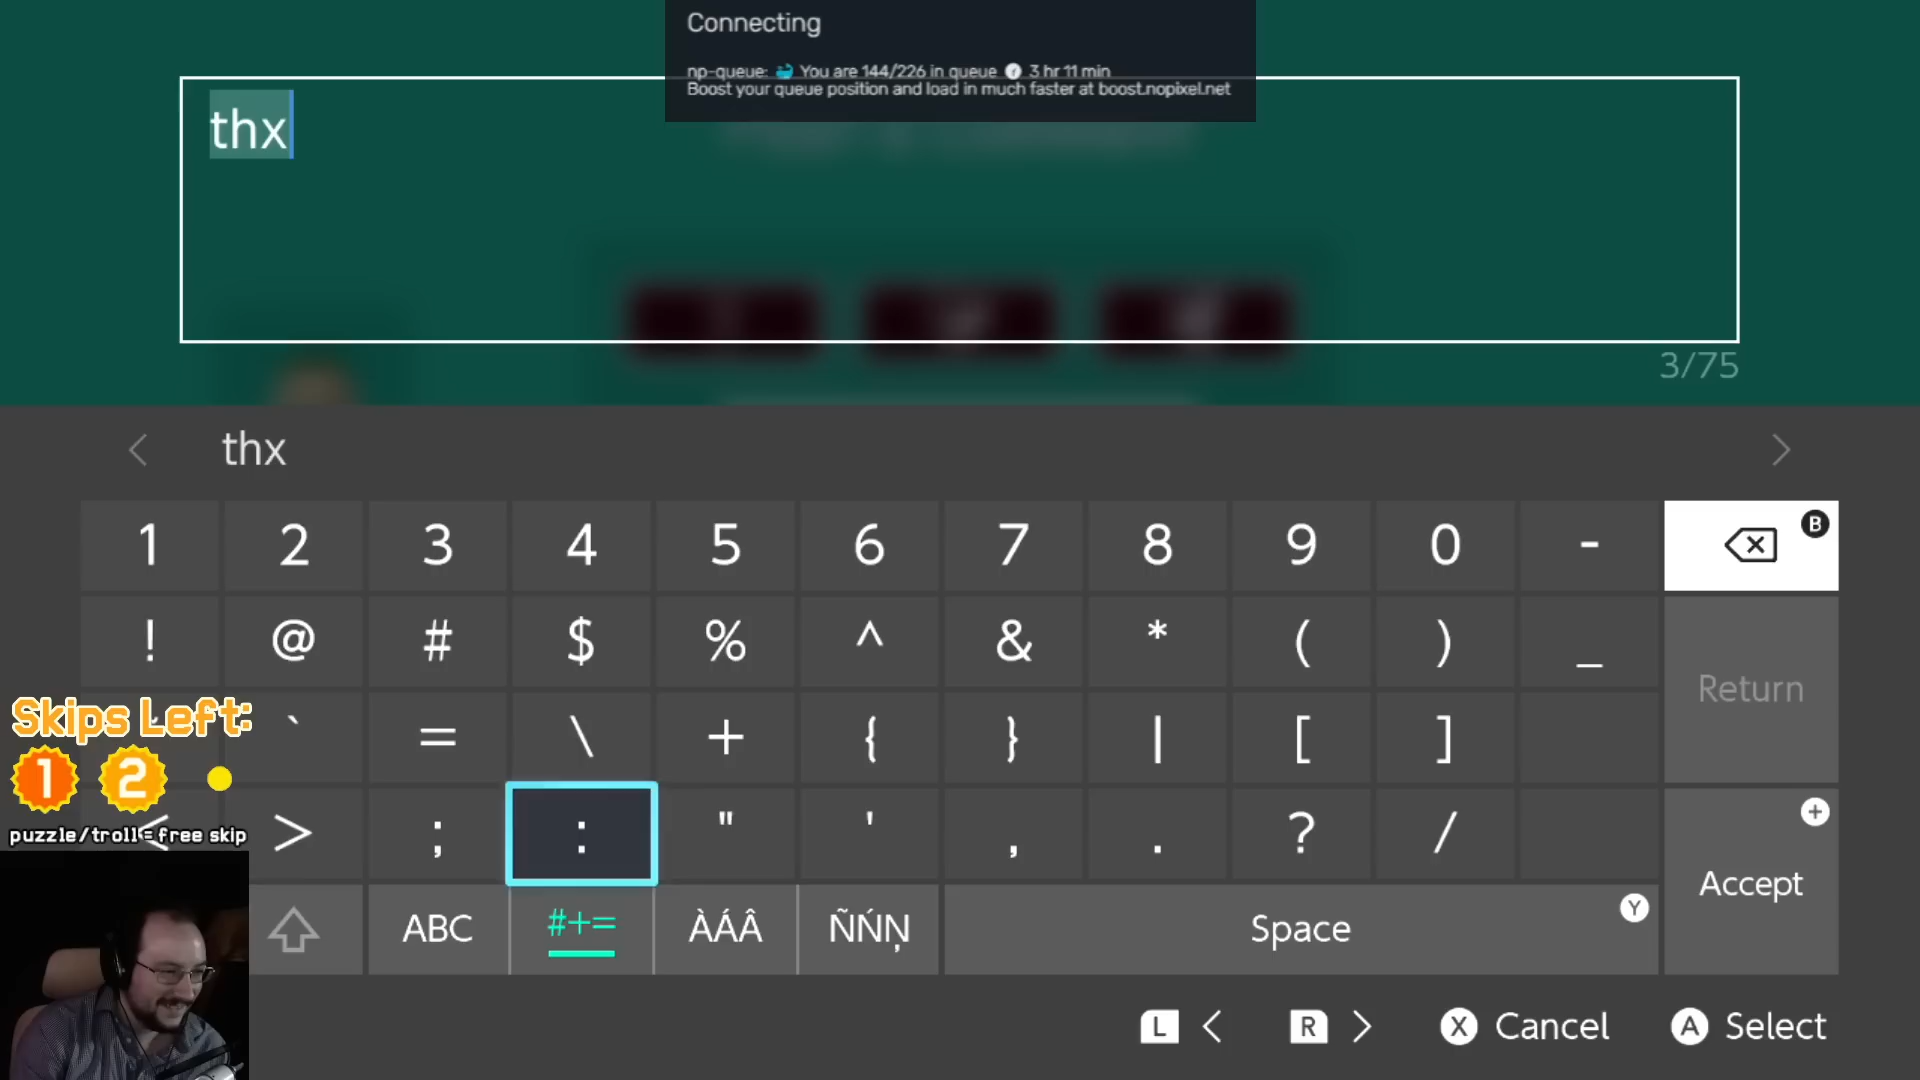 Connecting
np-queue: You are 144/226 in queue 3 hr 11 min
Boost your queue position and load in much faster at boost.nopixel.net
thx
3/75
< thx >
1 2 3 4 5 6 7 8 9 0 - B
! @ # $ % ^ & * ( ) _ Return
Skips Left:
` = \ + { } | [ ]
1 2
< > ; : " ' , . ? / +
puzzle/troll = free skip
Accept
ABC #+= ÀÁÂ ÑŃŅ Space Y
L < R > X Cancel A Select